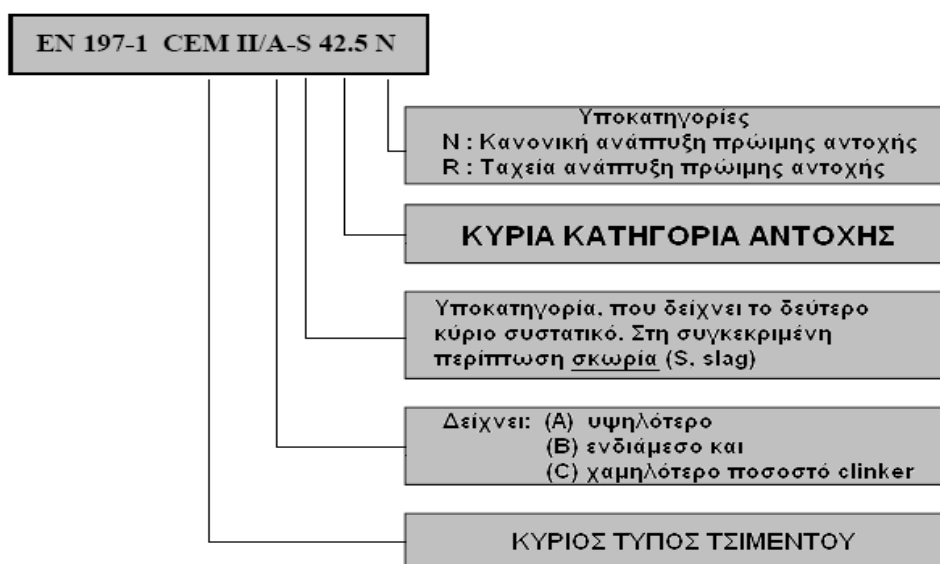 EN 197-1 CEM II/A-S 42.5 N
Υποκατηγορίες
N : Κανονική ανάπτυξη πρώιμης αντοχής
R : Ταχεία ανάπτυξη πρώιμης αντοχής
ΚΥΡΙΑ ΚΑΤΗΓΟΡΙΑ ΑΝΤΟΧΗΣ
Υποκατηγορία, που δείχνει το δεύτερο
κύριο συστατικό. Στη συγκεκριμένη
περίπτωση σκωρία (S, slag)
Δείχνει: (A) υψηλότερο
(B) ενδιάμεσο και
(C) χαμηλότερο ποσοστό clinker
ΚΥΡΙΟΣ ΤΥΠΟΣ ΤΣΙΜΕΝΤΟΥ